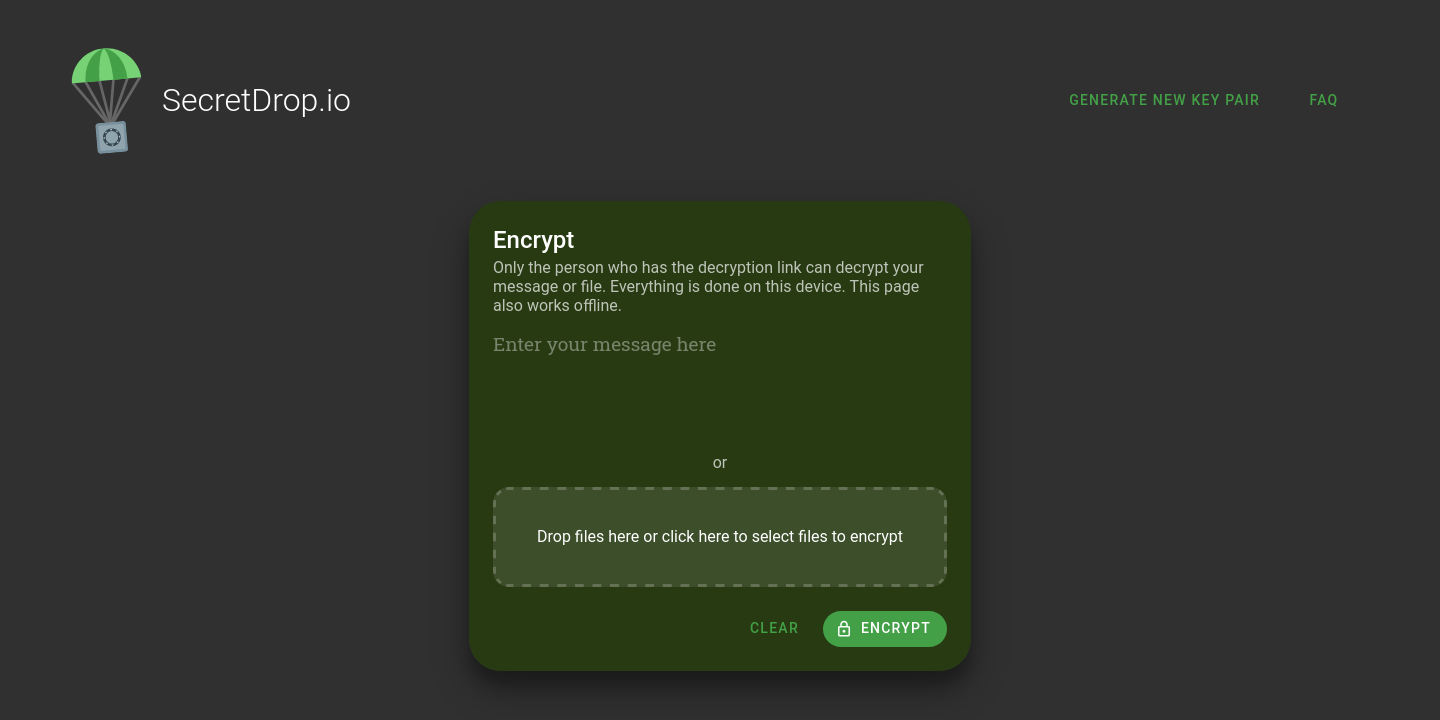 SecretDrop.io
GENERATE NEW KEY PAIR
FAQ
Encrypt
Only the person who has the decryption link can decrypt your
message or file. Everything is done on this device. This page
also works offline.
Enter your message here
or
Drop files here or click here to select files to encrypt
CLEAR
ENCRYPT